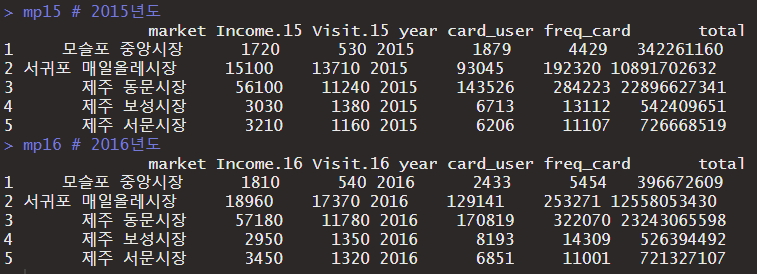 > mp15 # 2015년도
market Income.15 Visit.15 year card_user freq_card total
1 모슬포 중앙시장 1720 530 2015 1879 4429 342261160
2 서귀포 매일올레시장 15100 13710 2015 93045 192320 10891702632
3 제주 동문시장 56100 11240 2015 143526 284223 22896627341
4 제주 보성시장 3030 1380 2015 6713 13112 542409651
5 제주 서문시장 3210 1160 2015 6206 11107 726668519
> mp16 # 2016년도
market Income.16 Visit.16 year card_user freq_card total
1 모슬포 중앙시장 1810 540 2016 2433 5454 396672609
2 서귀포 매일올레시장 18960 17370 2016 129141 253271 12558053430
3 제주 동문시장 57180 11780 2016 170819 322070 23243065598
4 제주 보성시장 2950 1350 2016 8193 14309 526394492
5 제주 서문시장 3450 1320 2016 6851 11001 721327107